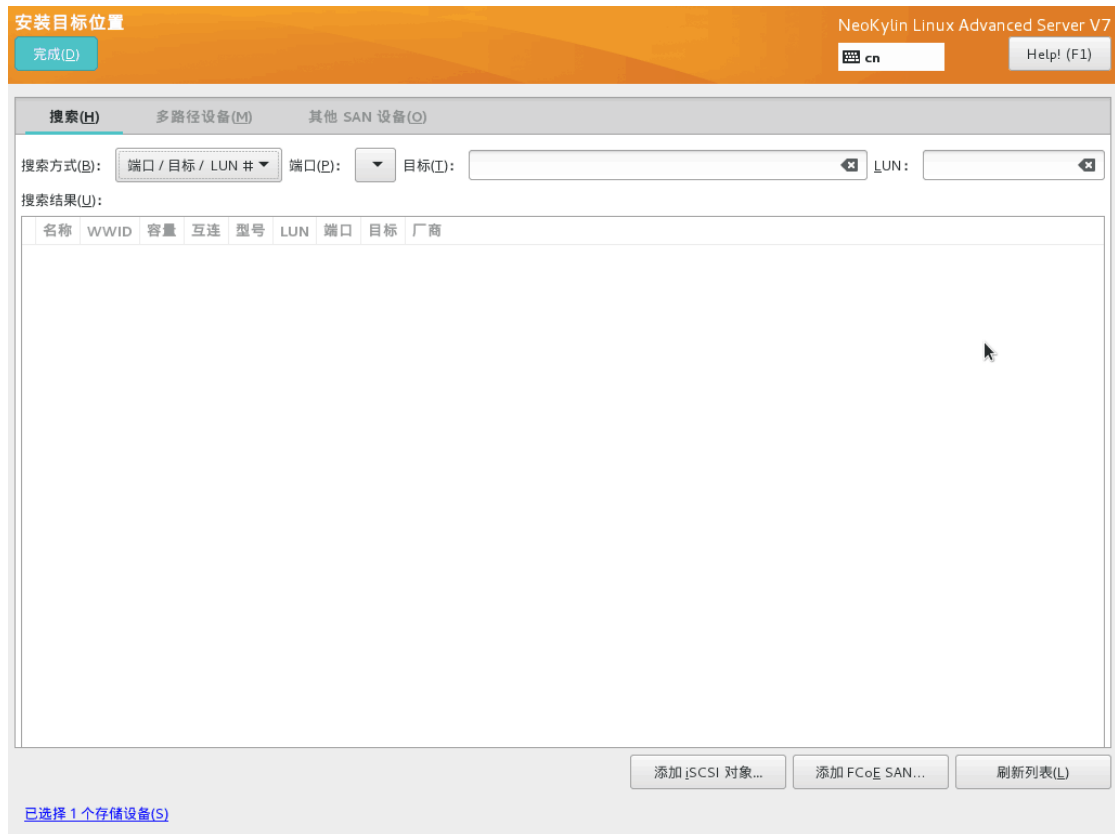 安装目标位置
NeoKylin Linux Advanced Server V7
完成(D)
cn
Help! (F1)
搜索(H) 多路径设备(M) 其他 SAN 设备(O)
搜索方式(B): 端口 / 目标 / LUN # 端口(P): 目标(T): LUN:
搜索结果(U):
名称 WWID 容量 互连 型号 LUN 端口 目标 厂商
添加 iSCSI 对象... 添加 FCoE SAN... 刷新列表(L)
已选择 1 个存储设备(S)